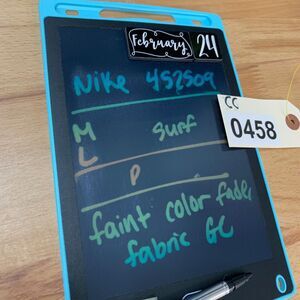 February 24
CC
0458
Nike 452509
M Surf
L P
faint color fade
fabric GC